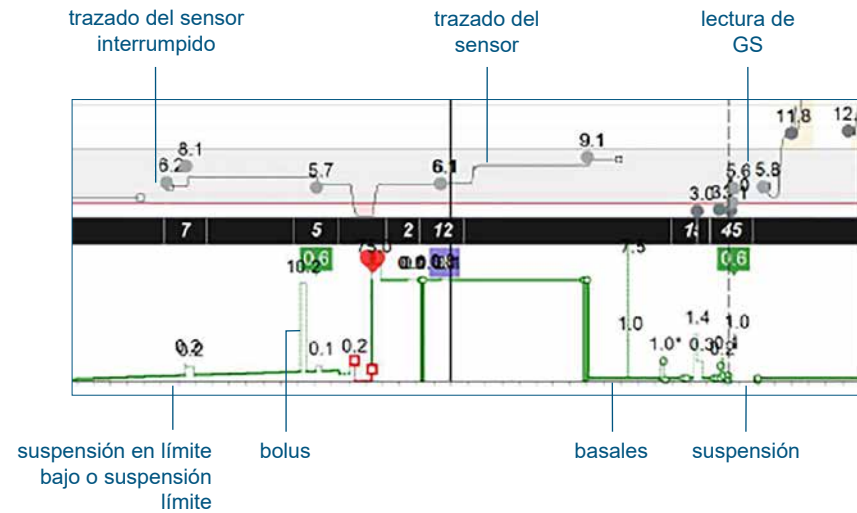 trazado del sensor
interrumpido
trazado del
sensor
lectura de
GS
11.8
12.
8.1
9.1
6.2
5.7
6.1
5.6
5.8
3.0
7
5
2
12
45
0.6
0.6
7.5
10.2
1.4
1.0
1.0
0.2
0.1
0.2
1.0*
0.3
suspensión en límite
bajo o suspensión
límite
bolus
basales
suspensión